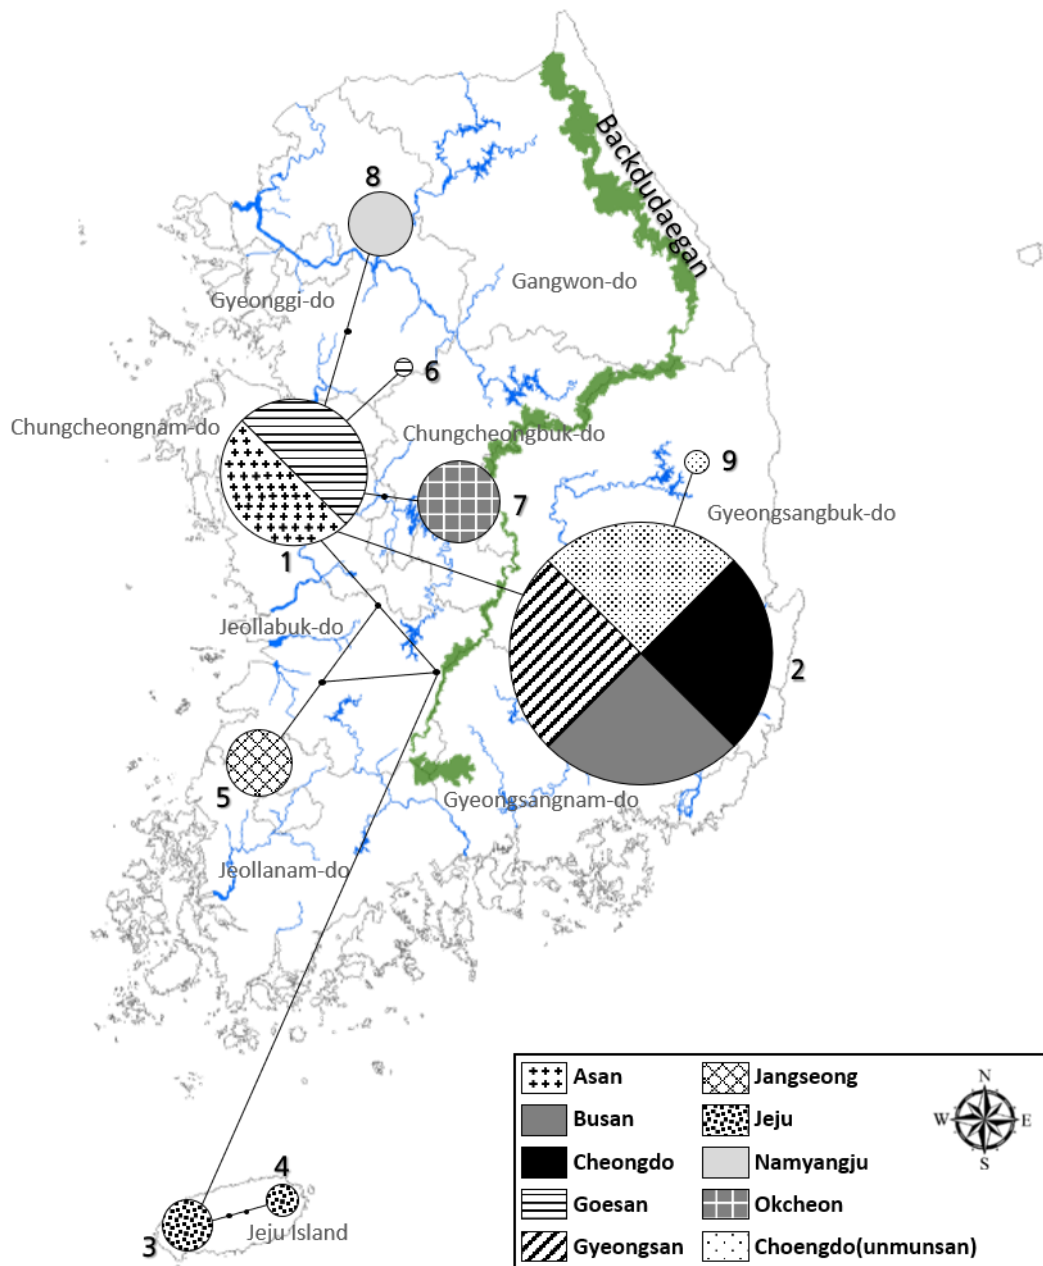 Backdudaegan
8
Gangwon-do
Gyeonggi-do
6
Chungcheongnam-do
Chungcheongbuk-do
9
7
Gyeongsangbuk-do
1
Jeollabuk-do
2
5
Gyeongsangnam-do
Jeollanam-do
4
3
Jeju Island
Asan
Jangseong
Busan
Jeju
Cheongdo
Namyangju
Goesan
Okcheon
Gyeongsan
Choengdo(unmunsan)
N
W
E
S